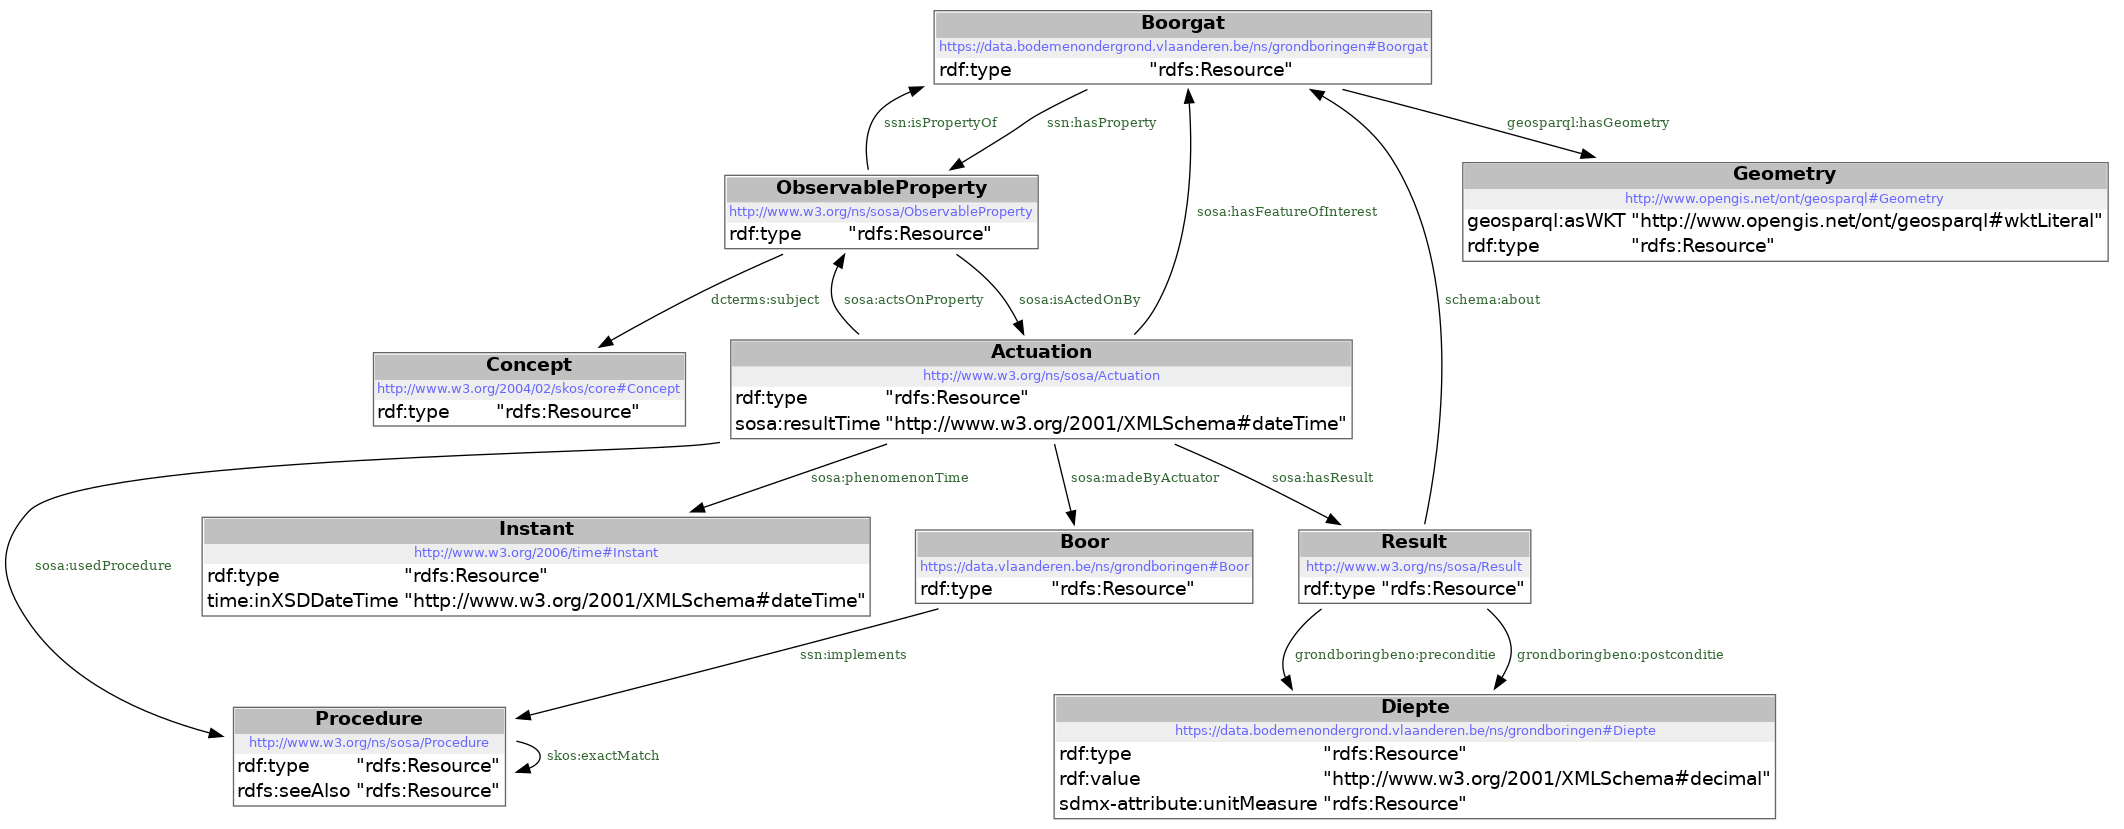 Boorgat
https://data.bodemenondergrond.vlaanderen.be/ns/grondboringen#Boorgat
rdf:type "rdfs:Resource"
ssn:isPropertyOf
ssn:hasProperty
geosparql:hasGeometry
Geometry
http://www.opengis.net/ont/geosparql#Geometry
geosparql:asWKT "http://www.opengis.net/ont/geosparql#wktLiteral"
rdf:type "rdfs:Resource"
ObservableProperty
http://www.w3.org/ns/sosa/ObservableProperty
rdf:type "rdfs:Resource"
sosa:hasFeatureOfInterest
dcterms:subject
sosa:actsOnProperty
sosa:isActedOnBy
schema:about
Concept
http://www.w3.org/2004/02/skos/core#Concept
rdf:type "rdfs:Resource"
Actuation
http://www.w3.org/ns/sosa/Actuation
rdf:type "rdfs:Resource"
sosa:resultTime "http://www.w3.org/2001/XMLSchema#dateTime"
sosa:phenomenonTime
sosa:madeByActuator
sosa:hasResult
sosa:usedProcedure
Instant
http://www.w3.org/2006/time#Instant
rdf:type "rdfs:Resource"
time:inXSDDateTime "http://www.w3.org/2001/XMLSchema#dateTime"
Boor
https://data.vlaanderen.be/ns/grondboringen#Boor
rdf:type "rdfs:Resource"
Result
http://www.w3.org/ns/sosa/Result
rdf:type "rdfs:Resource"
ssn:implements
grondboringbeno:preconditie
grondboringbeno:postconditie
Procedure
http://www.w3.org/ns/sosa/Procedure
rdf:type "rdfs:Resource"
rdfs:seeAlso "rdfs:Resource"
skos:exactMatch
Diepte
https://data.bodemenondergrond.vlaanderen.be/ns/grondboringen#Diepte
rdf:type "rdfs:Resource"
rdf:value "http://www.w3.org/2001/XMLSchema#decimal"
sdmx-attribute:unitMeasure "rdfs:Resource"